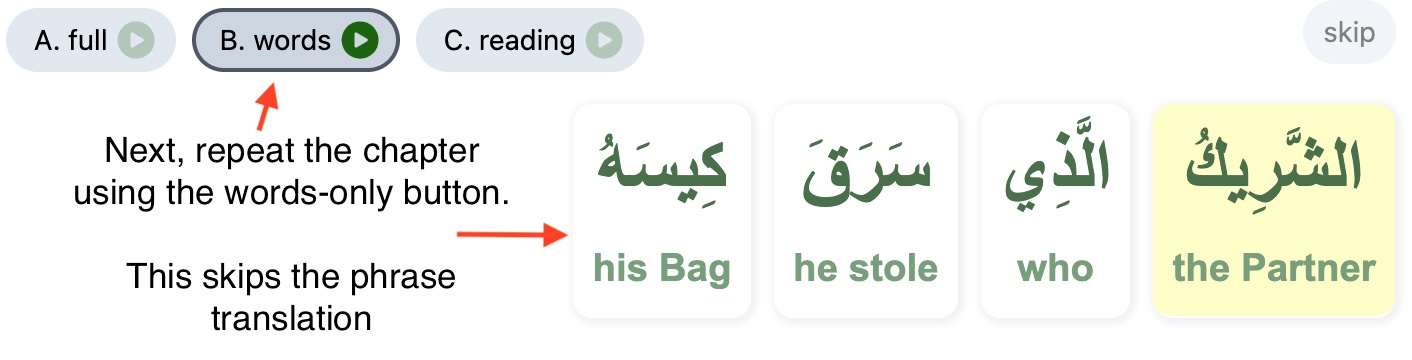 A. full B. words C. reading skip
Next, repeat the chapter
using the words-only button.
This skips the phrase
translation
الشَّرِيكُ الَّذِي سَرَقَ كِيسَهُ
the Partner who he stole his Bag